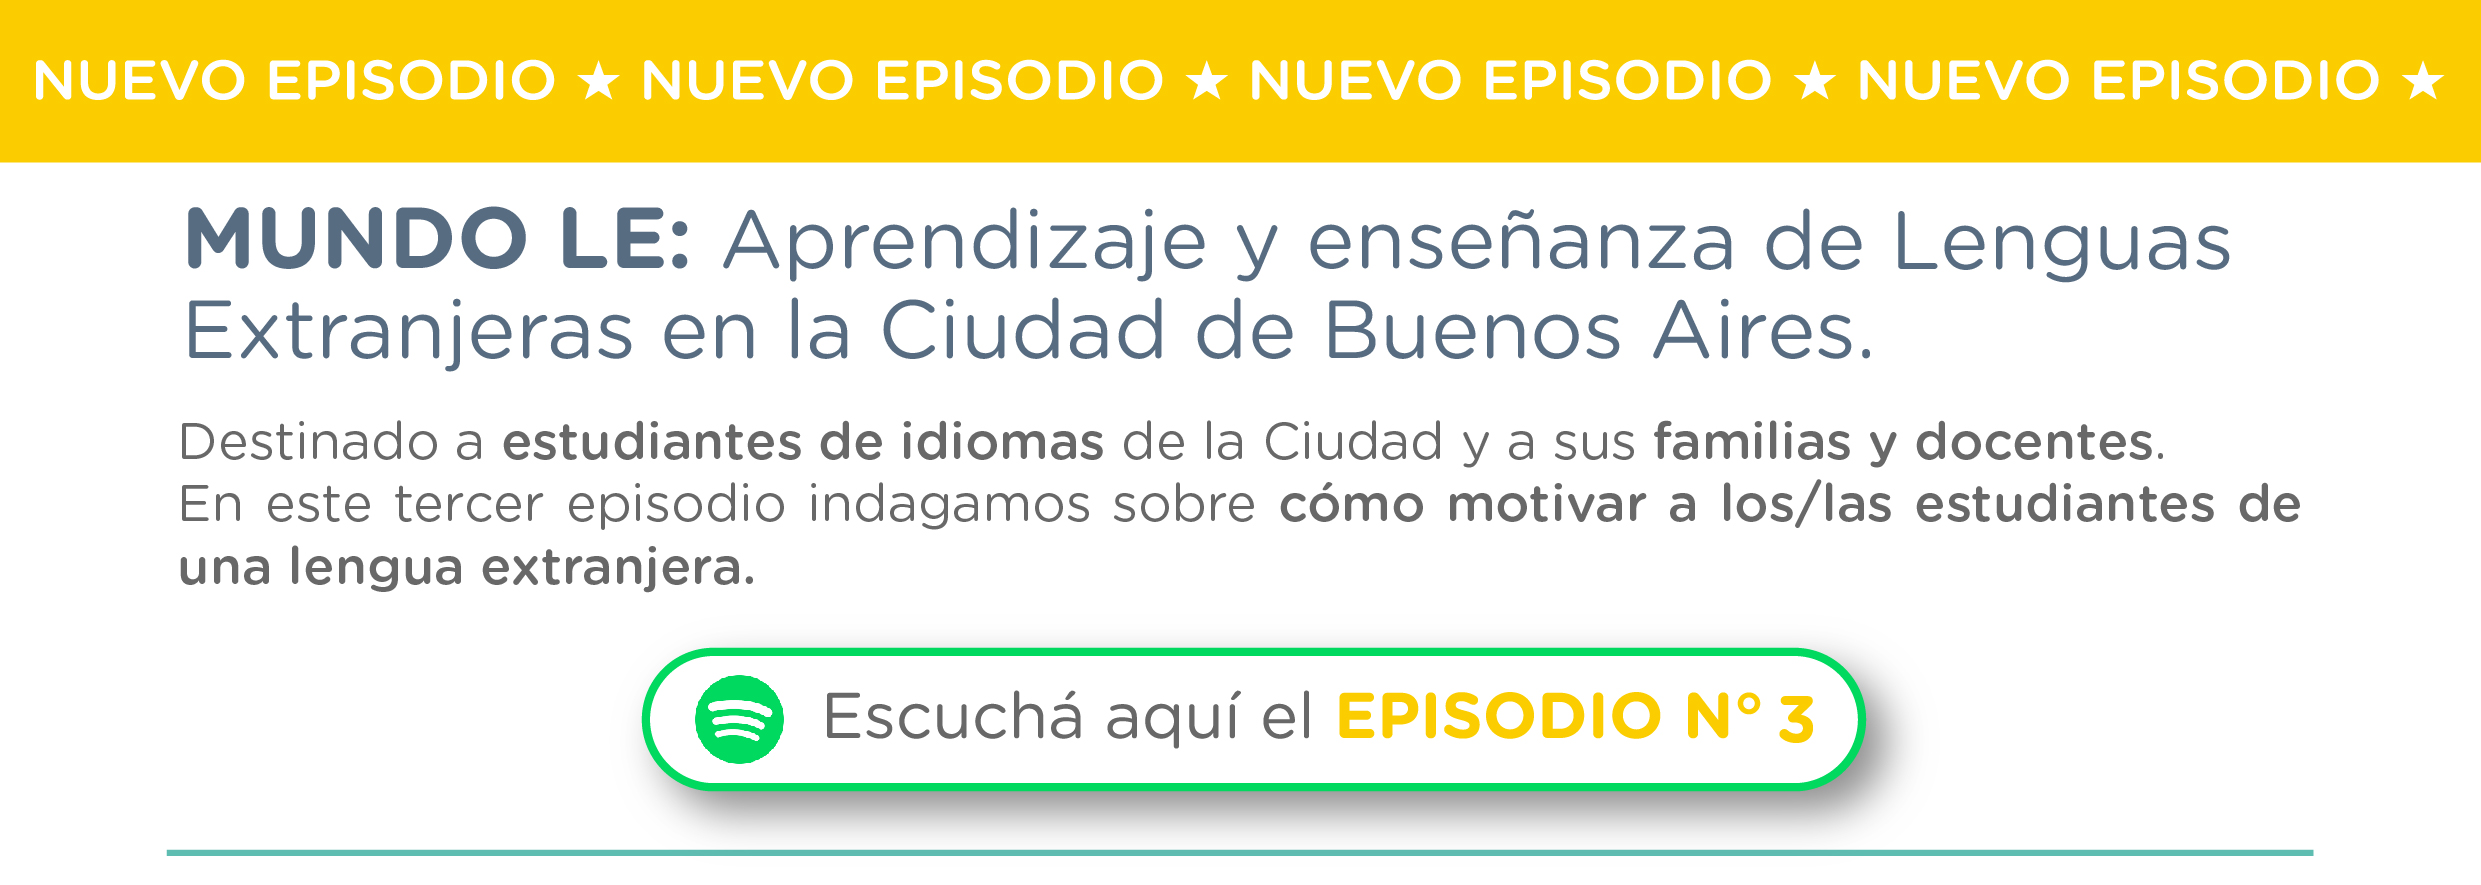 NUEVO EPISODIO ★ NUEVO EPISODIO ★ NUEVO EPISODIO ★ NUEVO EPISODIO ★
MUNDO LE: Aprendizaje y enseñanza de Lenguas
Extranjeras en la Ciudad de Buenos Aires.
Destinado a estudiantes de idiomas de la Ciudad y a sus familias y docentes.
En este tercer episodio indagamos sobre cómo motivar a los/las estudiantes de
una lengua extranjera.
Escuchá aquí el EPISODIO N° 3